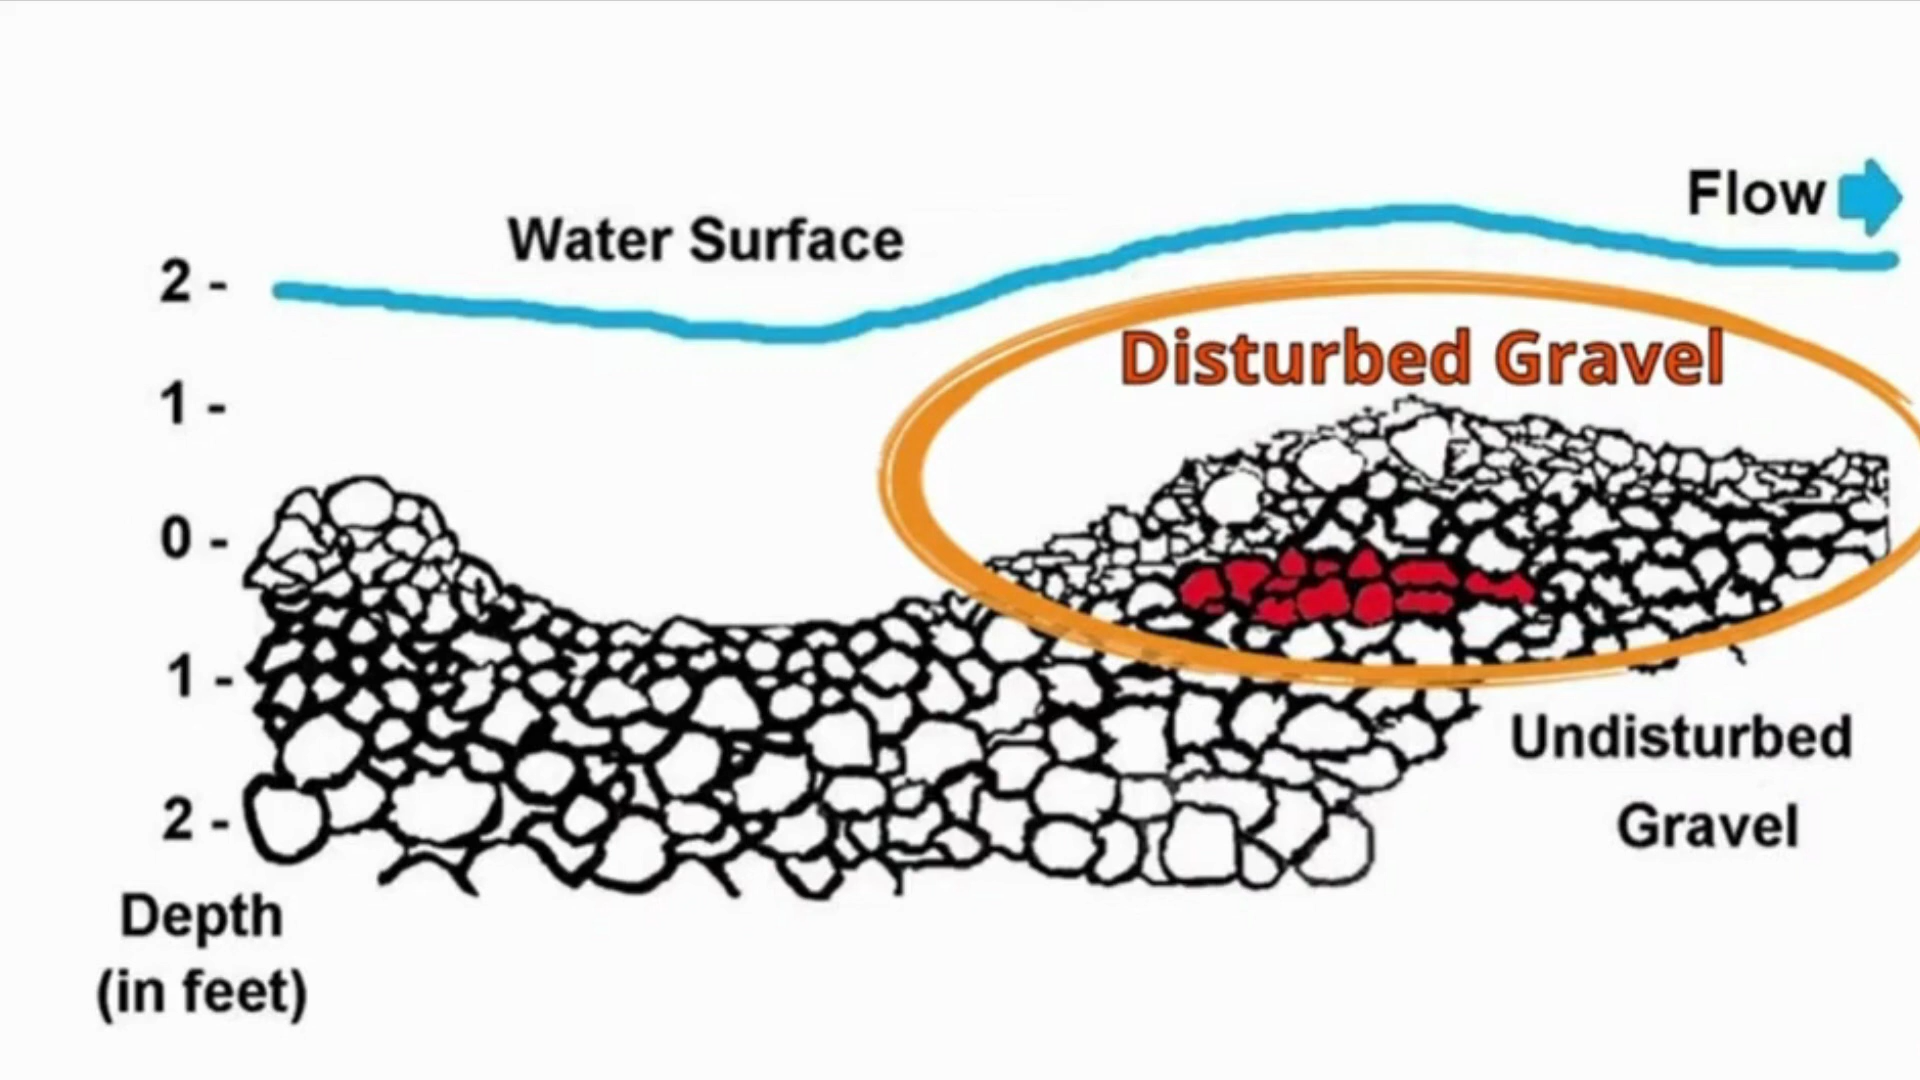 Flow
Water Surface
2 -
Disturbed Gravel
1 -
0 -
1 -
Undisturbed
Gravel
2 -
Depth
(in feet)